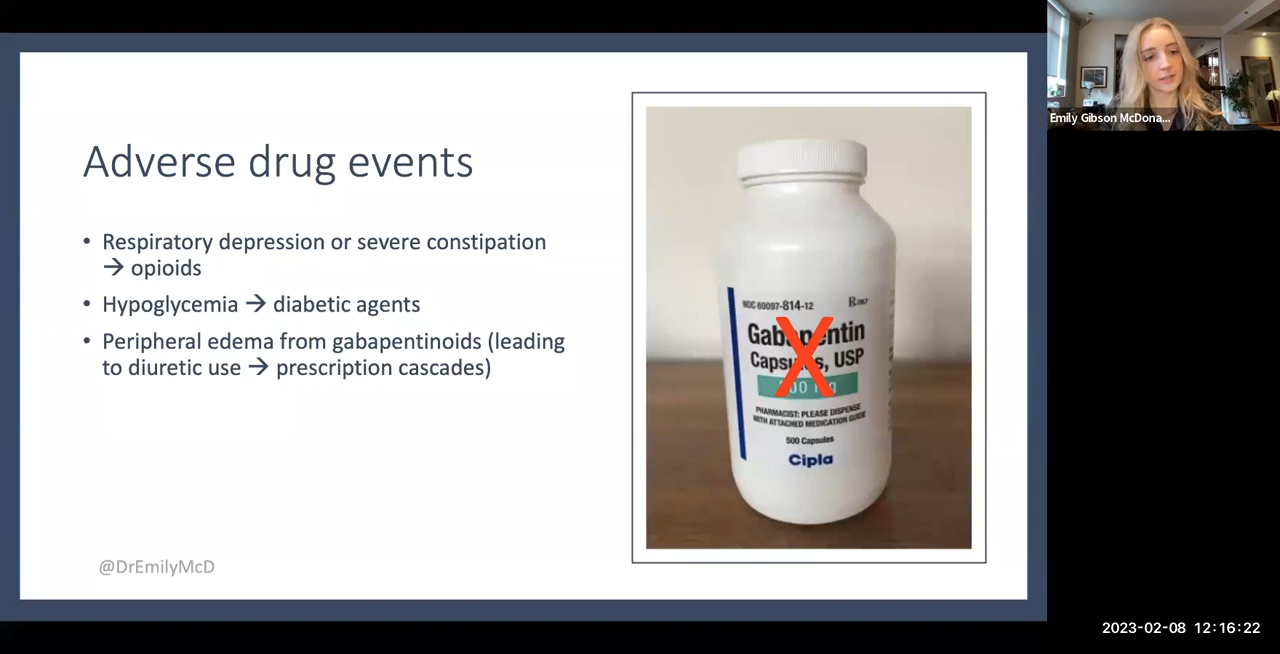 Adverse drug events
• Respiratory depression or severe constipation
→ opioids
• Hypoglycemia → diabetic agents
• Peripheral edema from gabapentinoids (leading
to diuretic use → prescription cascades)
@DrEmilyMcD
NDC 69097-814-12
Rx ONLY
Gabapentin
Capsules, USP
PHARMACIST: PLEASE DISPENSE
WITH ATTACHED MEDICATION GUIDE
500 Capsules
Cipla
Emily Gibson McDona...
2023-02-08 12:16:22